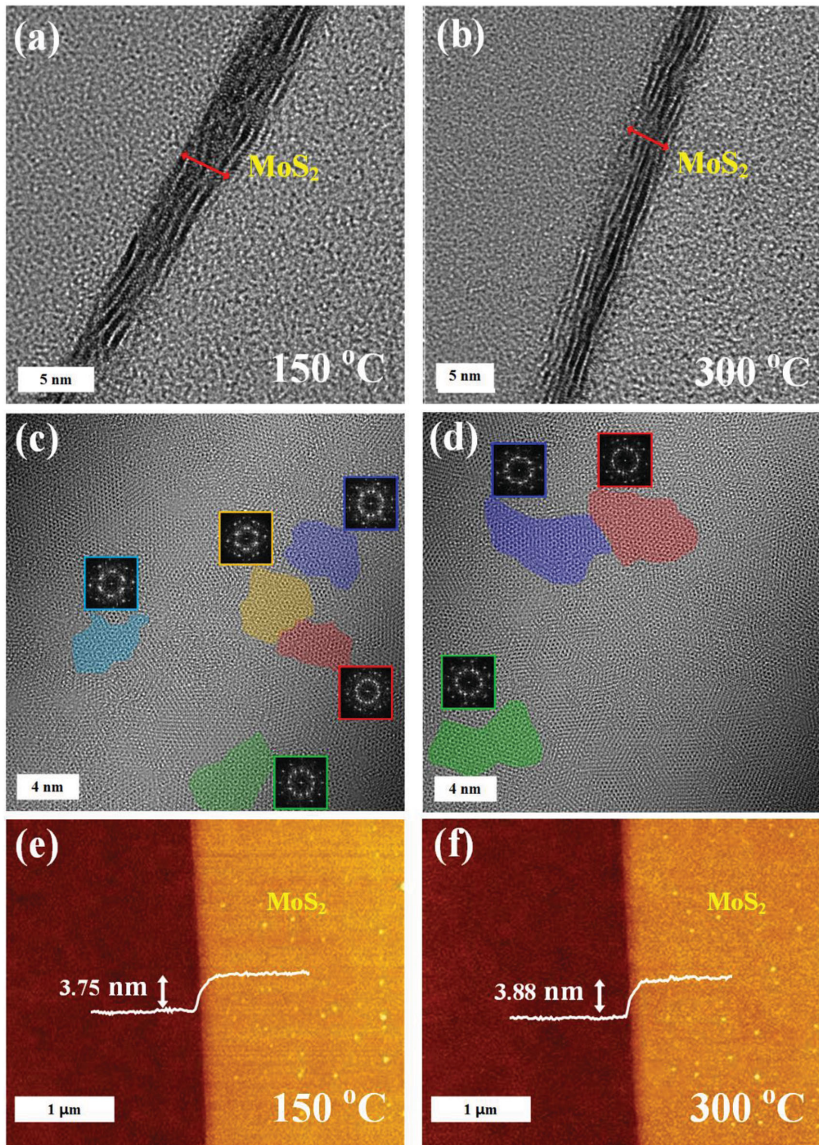 (a)
MoS₂
5 nm
150 °C
(b)
MoS₂
5 nm
300 °C
(c)
4 nm
(d)
4 nm
(e)
MoS₂
3.75 nm
1 µm
150 °C
(f)
MoS₂
3.88 nm
1 µm
300 °C